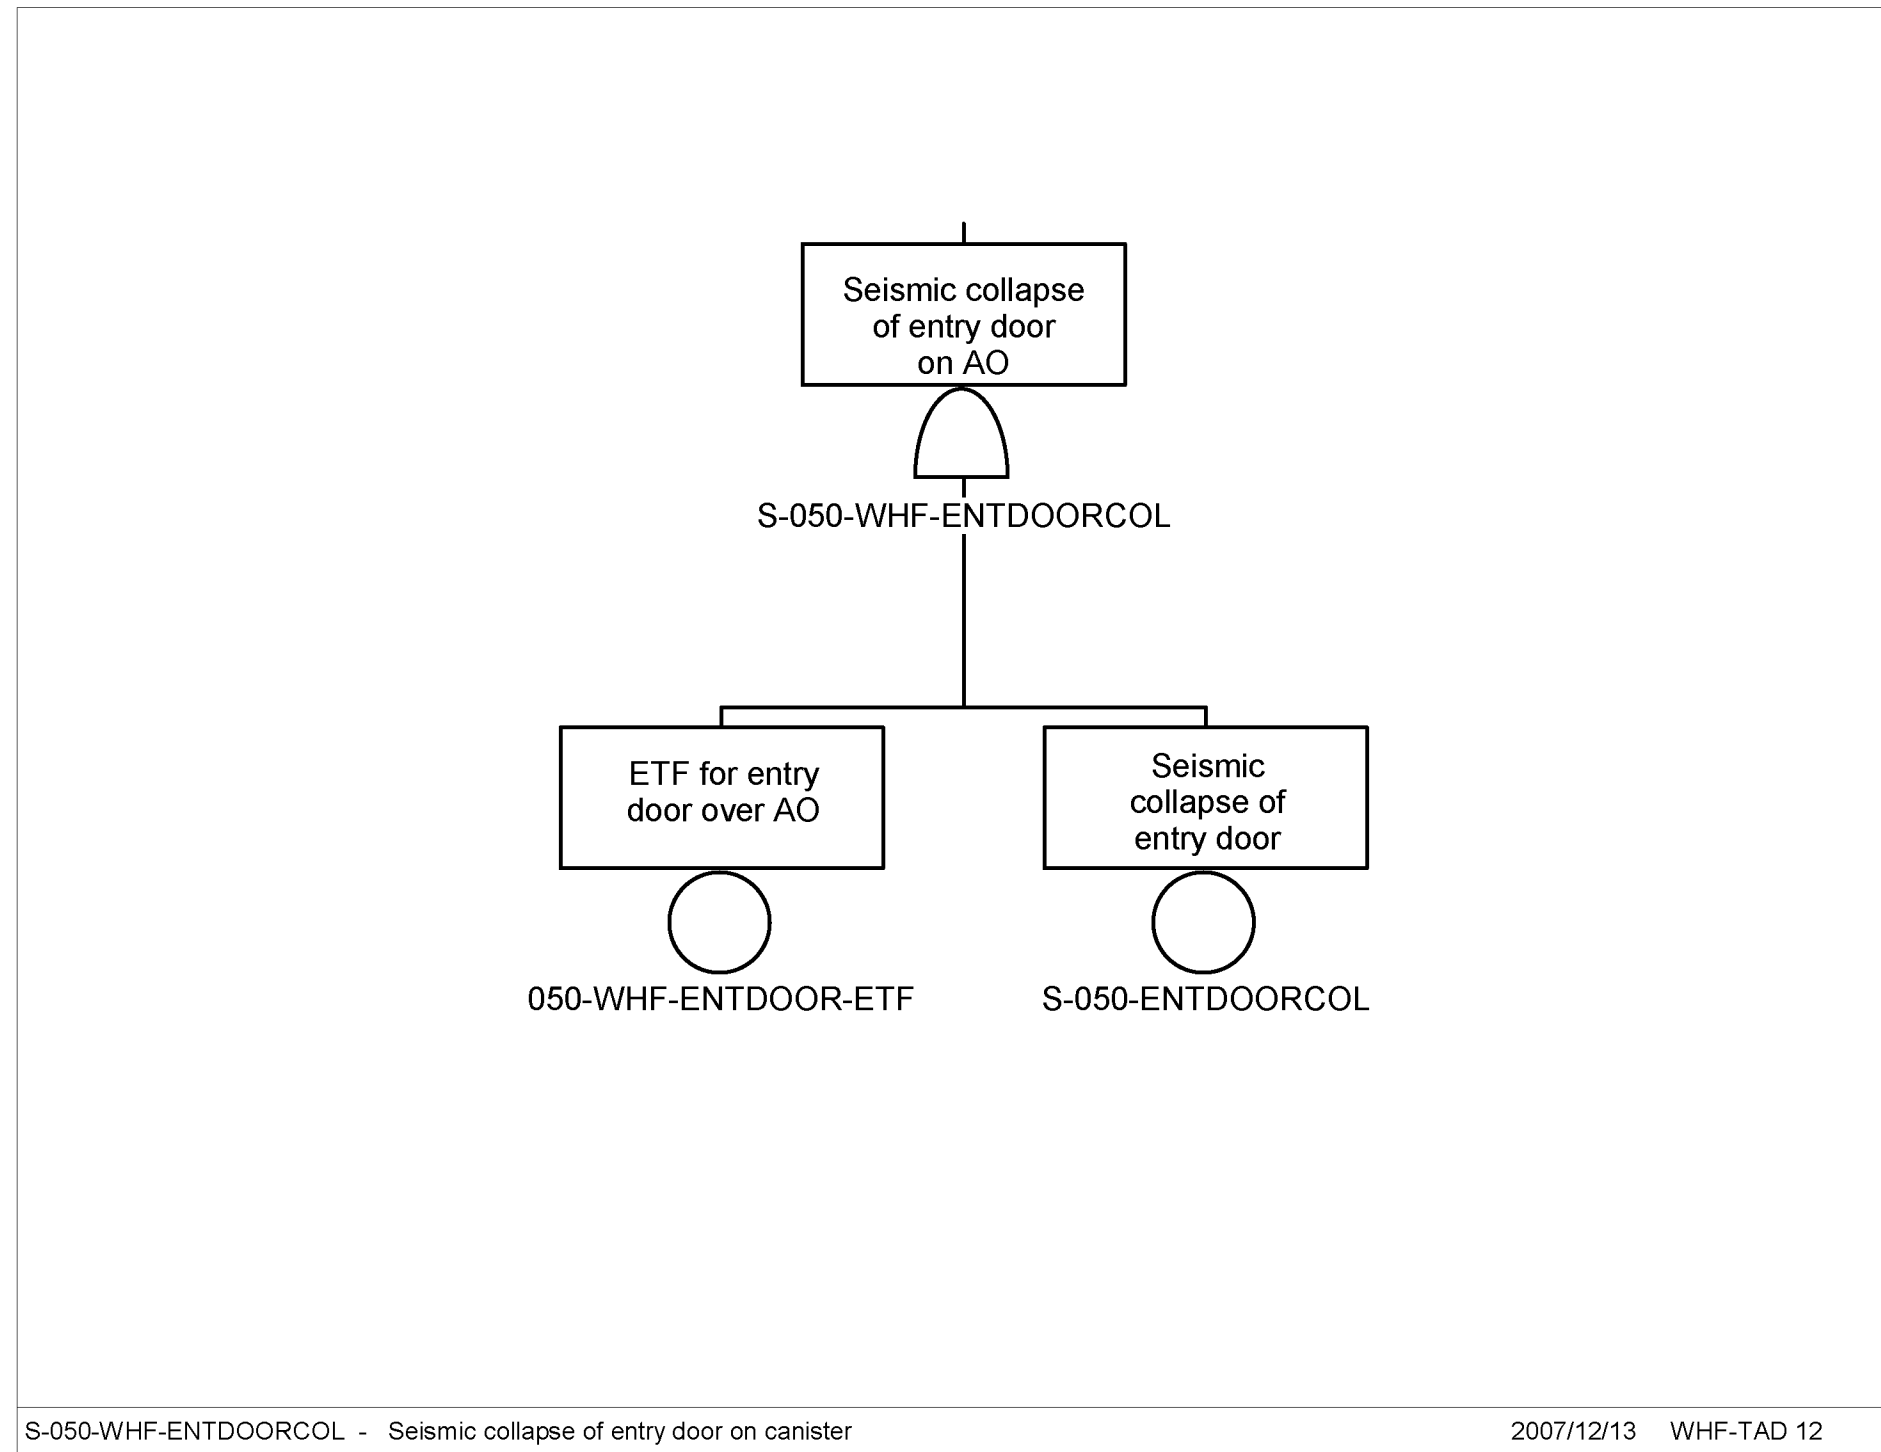 Seismic collapse
of entry door
on AO
S-050-WHF-ENTDOORCOL
ETF for entry
door over AO
Seismic
collapse of
entry door
050-WHF-ENTDOOR-ETF
S-050-ENTDOORCOL
S-050-WHF-ENTDOORCOL - Seismic collapse of entry door on canister
2007/12/13 WHF-TAD 12